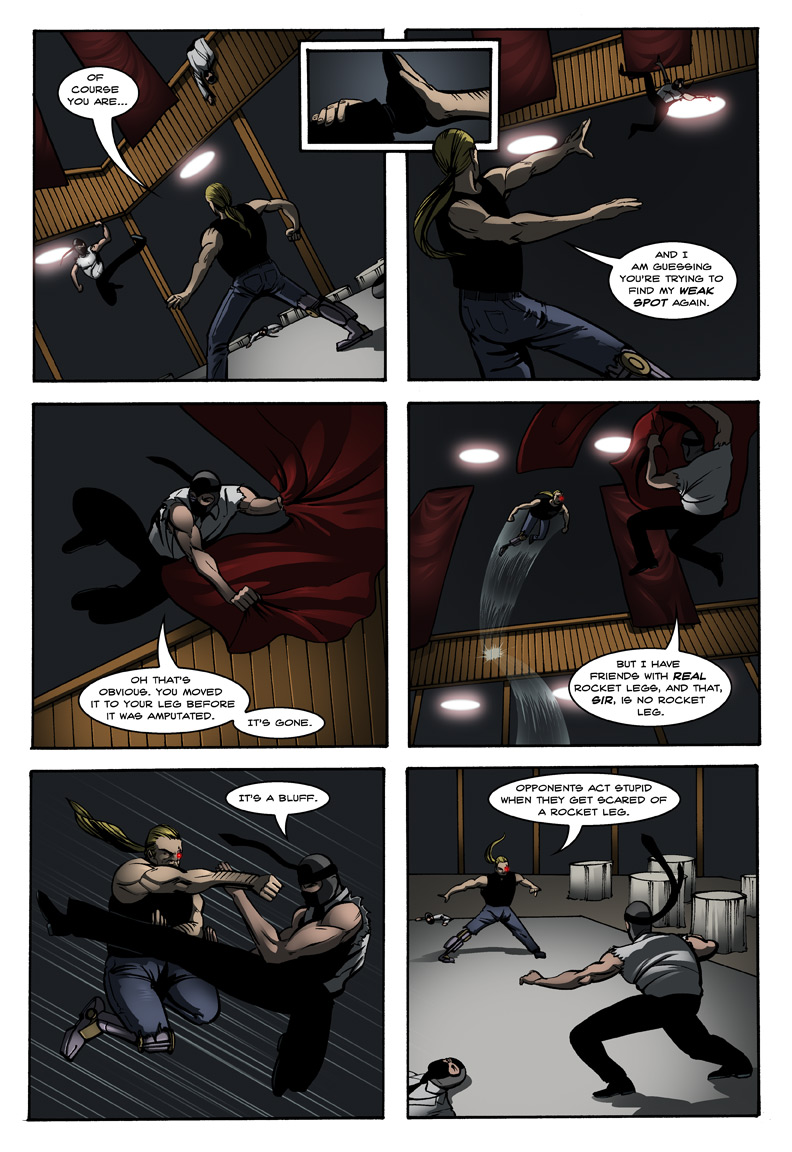 OF
COURSE
YOU ARE...
AND I
AM GUESSING
YOU'RE TRYING TO
FIND MY WEAK
SPOT AGAIN.
OH THAT'S
OBVIOUS. YOU MOVED
IT TO YOUR LEG BEFORE
IT WAS AMPUTATED.
IT'S GONE.
BUT I HAVE
FRIENDS WITH REAL
ROCKET LEGS, AND THAT,
SIR, IS NO ROCKET
LEG.
IT'S A BLUFF.
OPPONENTS ACT STUPID
WHEN THEY GET SCARED OF
A ROCKET LEG.